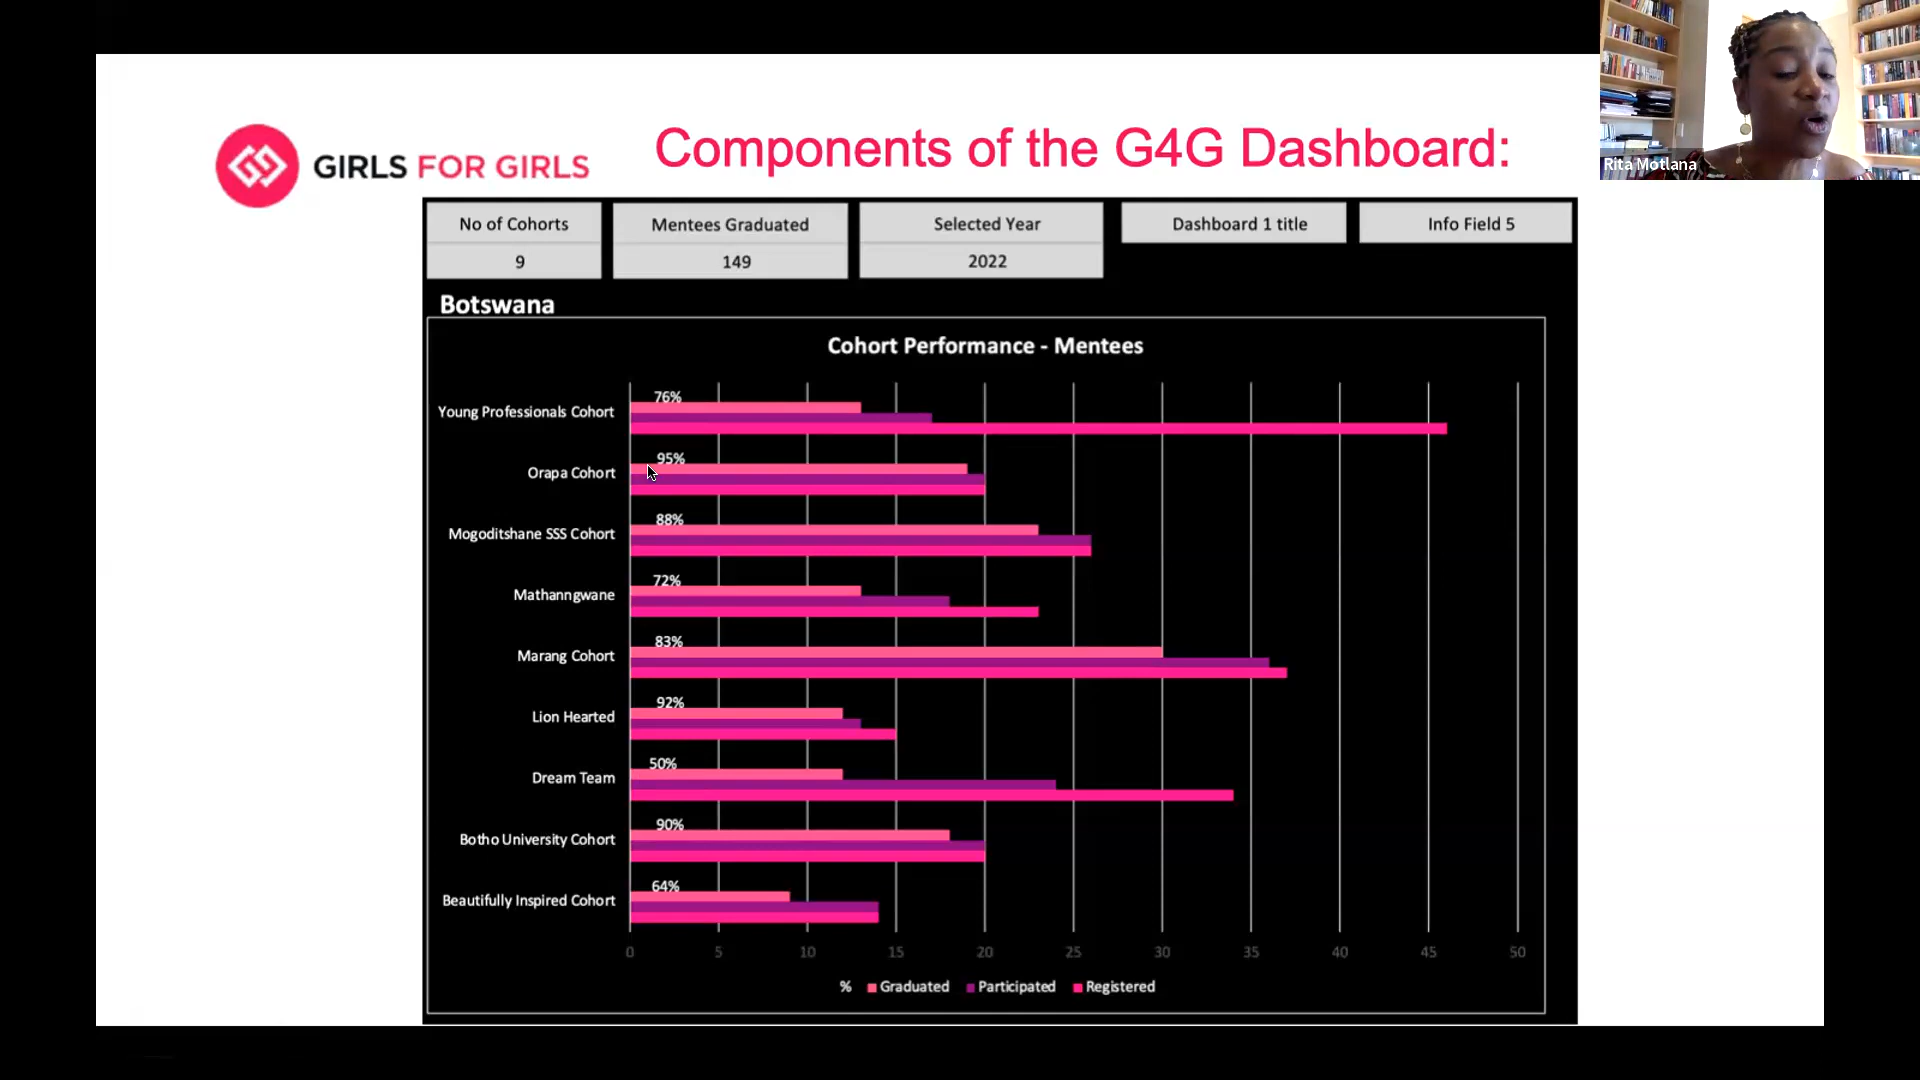 Rita Motlana
GIRLS FOR GIRLS
Components of the G4G Dashboard:
No of Cohorts
9
Mentees Graduated
149
Selected Year
2022
Dashboard 1 title
Info Field 5
Botswana
Cohort Performance - Mentees
Young Professionals Cohort
76%
Orapa Cohort
95%
Mogoditshane SSS Cohort
88%
Mathanngwane
72%
Marang Cohort
83%
Lion Hearted
92%
Dream Team
50%
Botho University Cohort
90%
Beautifully Inspired Cohort
64%
0 5 10 15 20 25 30 35 40 45 50
% Graduated Participated Registered